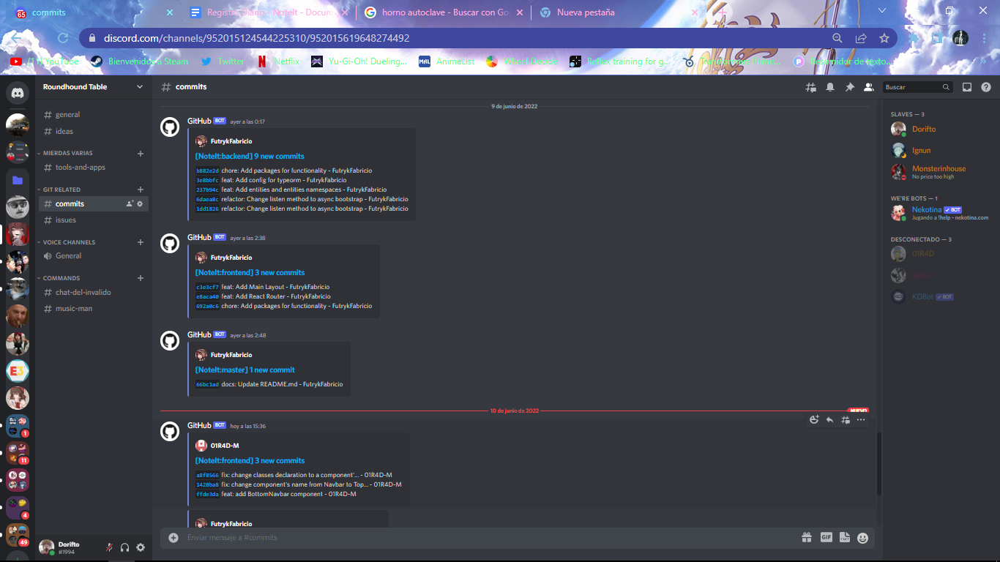 65
commits
Registro Diario - NoteIt - Docum
horno autoclave - Buscar con Go
Nueva pestaña
discord.com/channels/952015124544225310/952015619648274492
(11) YouTube
Bienvenidos a Steam
Twitter
Netflix
Yu-Gi-Oh! Dueling...
MAL
AnimeList
Wheel Decide
Reflex training for g...
Resumidor de texto...
Roundhound Table
commits
Buscar
general
ideas
MIERDAS VARIAS
tools-and-apps
GIT RELATED
commits
issues
VOICE CHANNELS
General
COMMANDS
chat-del-invalido
music-man
E3
1
11
4
49
Dorifto
#1994
9 de junio de 2022
GitHub BOT ayer a las 0:17
FutrykFabricio
[NoteIt:backend] 9 new commits
b882e2d chore: Add packages for functionality - FutrykFabricio
3e8bbfc feat: Add config for typeorm - FutrykFabricio
237b94c feat: Add entities and entities namespaces - FutrykFabricio
6daea8c refactor: Change listen method to async bootstrap - FutrykFabricio
1dd1826 refactor: Change listen method to async bootstrap - FutrykFabricio
GitHub BOT ayer a las 2:38
FutrykFabricio
[NoteIt:frontend] 3 new commits
c3e3cf7 feat: Add Main Layout - FutrykFabricio
e8aca40 feat: Add React Router - FutrykFabricio
692a0c6 chore: Add packages for functionality - FutrykFabricio
GitHub BOT ayer a las 2:48
FutrykFabricio
[NoteIt:master] 1 new commit
66bc1ad docs: Update README.md - FutrykFabricio
10 de junio de 2022
NUEVO
GitHub BOT hoy a las 15:36
01R4D-M
[NoteIt:frontend] 3 new commits
a8f8566 fix: change classes declaration to a component'... - 01R4D-M
1428ba8 fix: change component's name from Navbar to Top... - 01R4D-M
ffde3da feat: add BottomNavbar component - 01R4D-M
FutrykFabricio
Enviar mensaje a #commits
GIF
SLAVES — 3
Dorifto
Ignun
Monsterinhouse
No price too high
WE'RE BOTS — 1
Nekotina BOT
Jugando a !help - nekotina.com
DESCONECTADO — 3
01R4D
KDBot BOT